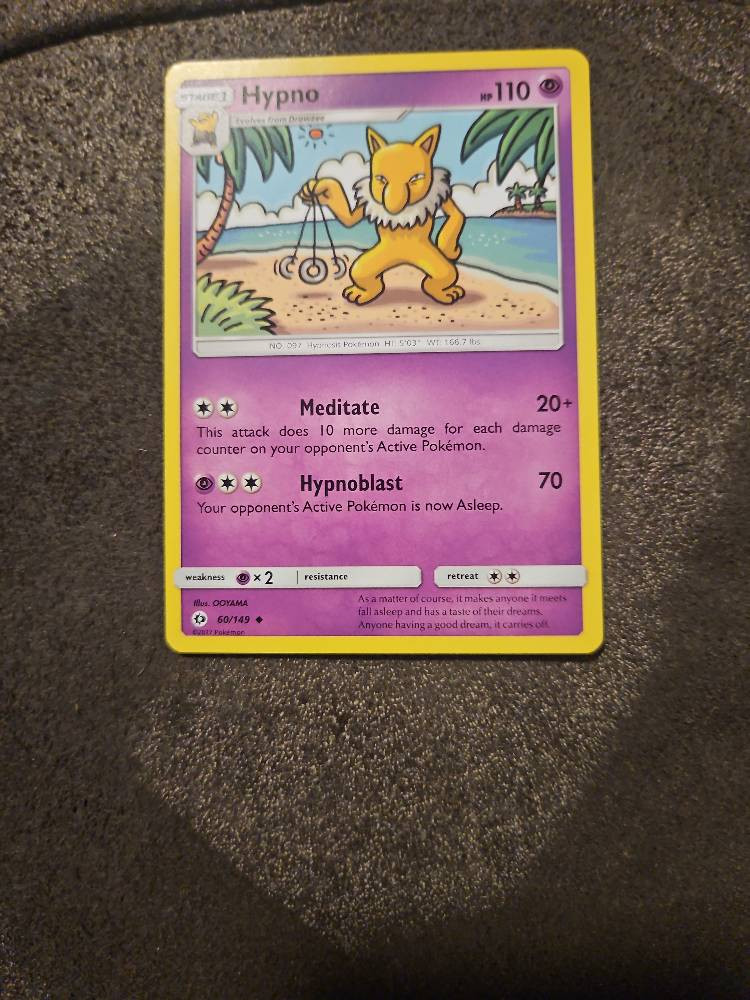 STAGE 1 Hypno HP 110
Evolves from Drowzee
NO. 097 Hypnosis Pokémon HT: 5'03" WT: 166.7 lbs.
Meditate 20+
This attack does 10 more damage for each damage
counter on your opponent's Active Pokémon.
Hypnoblast 70
Your opponent's Active Pokémon is now Asleep.
weakness ×2 resistance retreat
Illus. OOYAMA
60/149
©2017 Pokémon
As a matter of course, it makes anyone it meets
fall asleep and has a taste of their dreams.
Anyone having a good dream, it carries off.